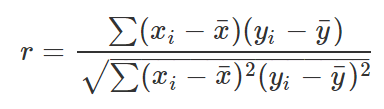 r = ∑(xᵢ − x̄)(yᵢ − ȳ) / √∑(xᵢ − x̄)²(yᵢ − ȳ)²